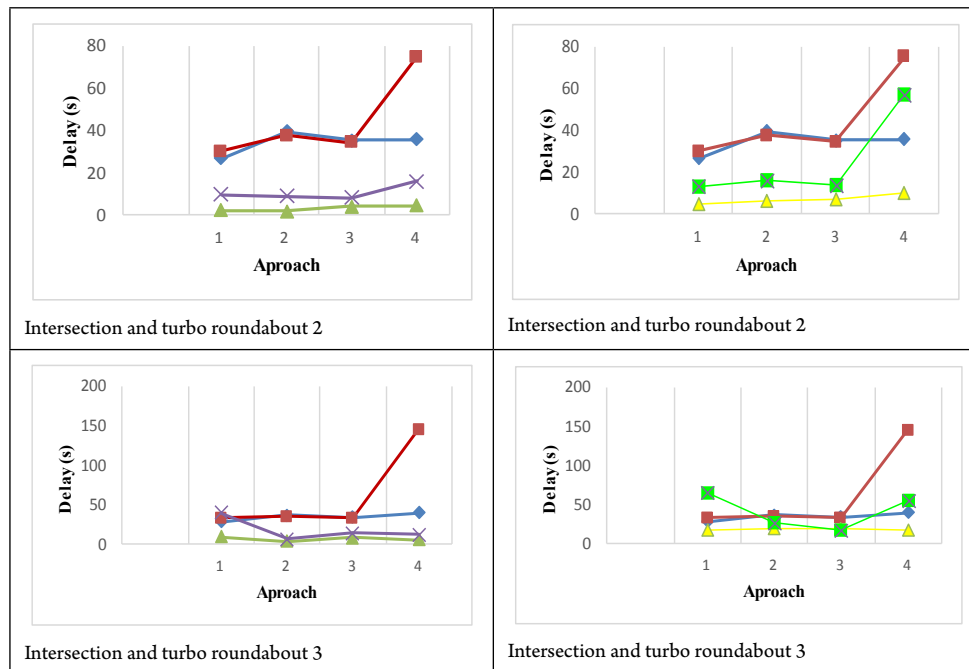 80
60
40
20
0
Delay (s)
1 2 3 4
Aproach
Intersection and turbo roundabout 2
80
60
40
20
0
Delay (s)
1 2 3 4
Aproach
Intersection and turbo roundabout 2
200
150
100
50
0
Delay (s)
1 2 3 4
Aproach
Intersection and turbo roundabout 3
200
150
100
50
0
Delay (s)
1 2 3 4
Aproach
Intersection and turbo roundabout 3